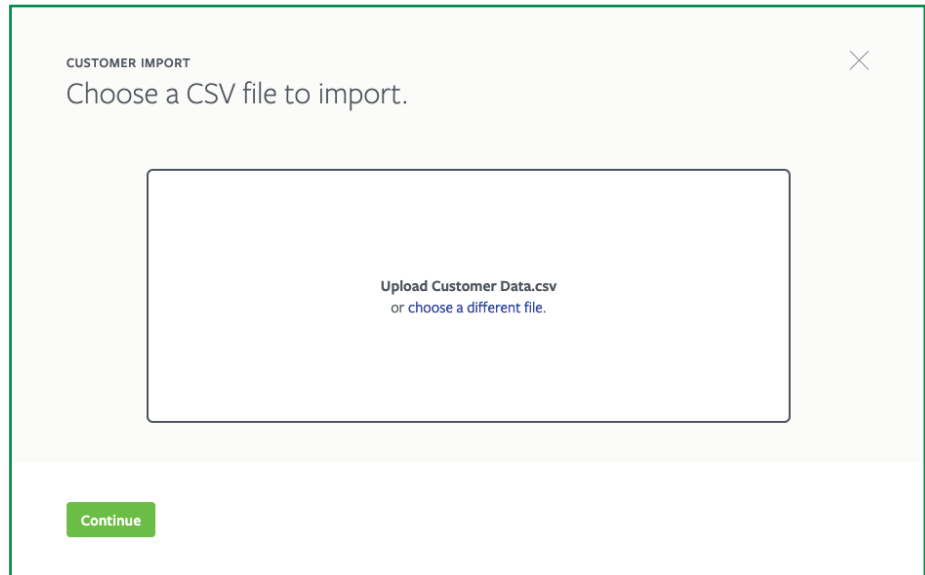 CUSTOMER IMPORT
Choose a CSV file to import.
Upload Customer Data.csv
or choose a different file.
Continue